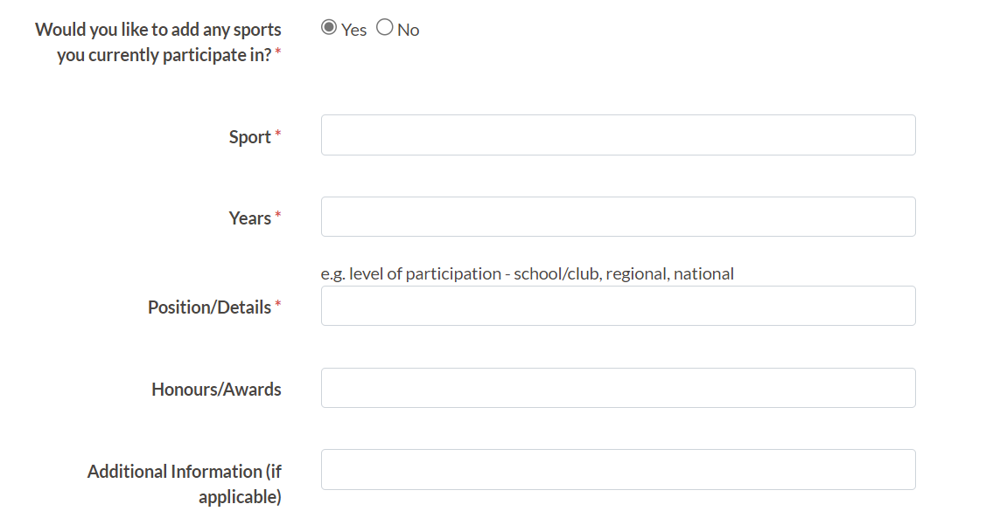 Would you like to add any sports
you currently participate in? *
Yes No
Sport *
Years *
e.g. level of participation - school/club, regional, national
Position/Details *
Honours/Awards
Additional Information (if
applicable)